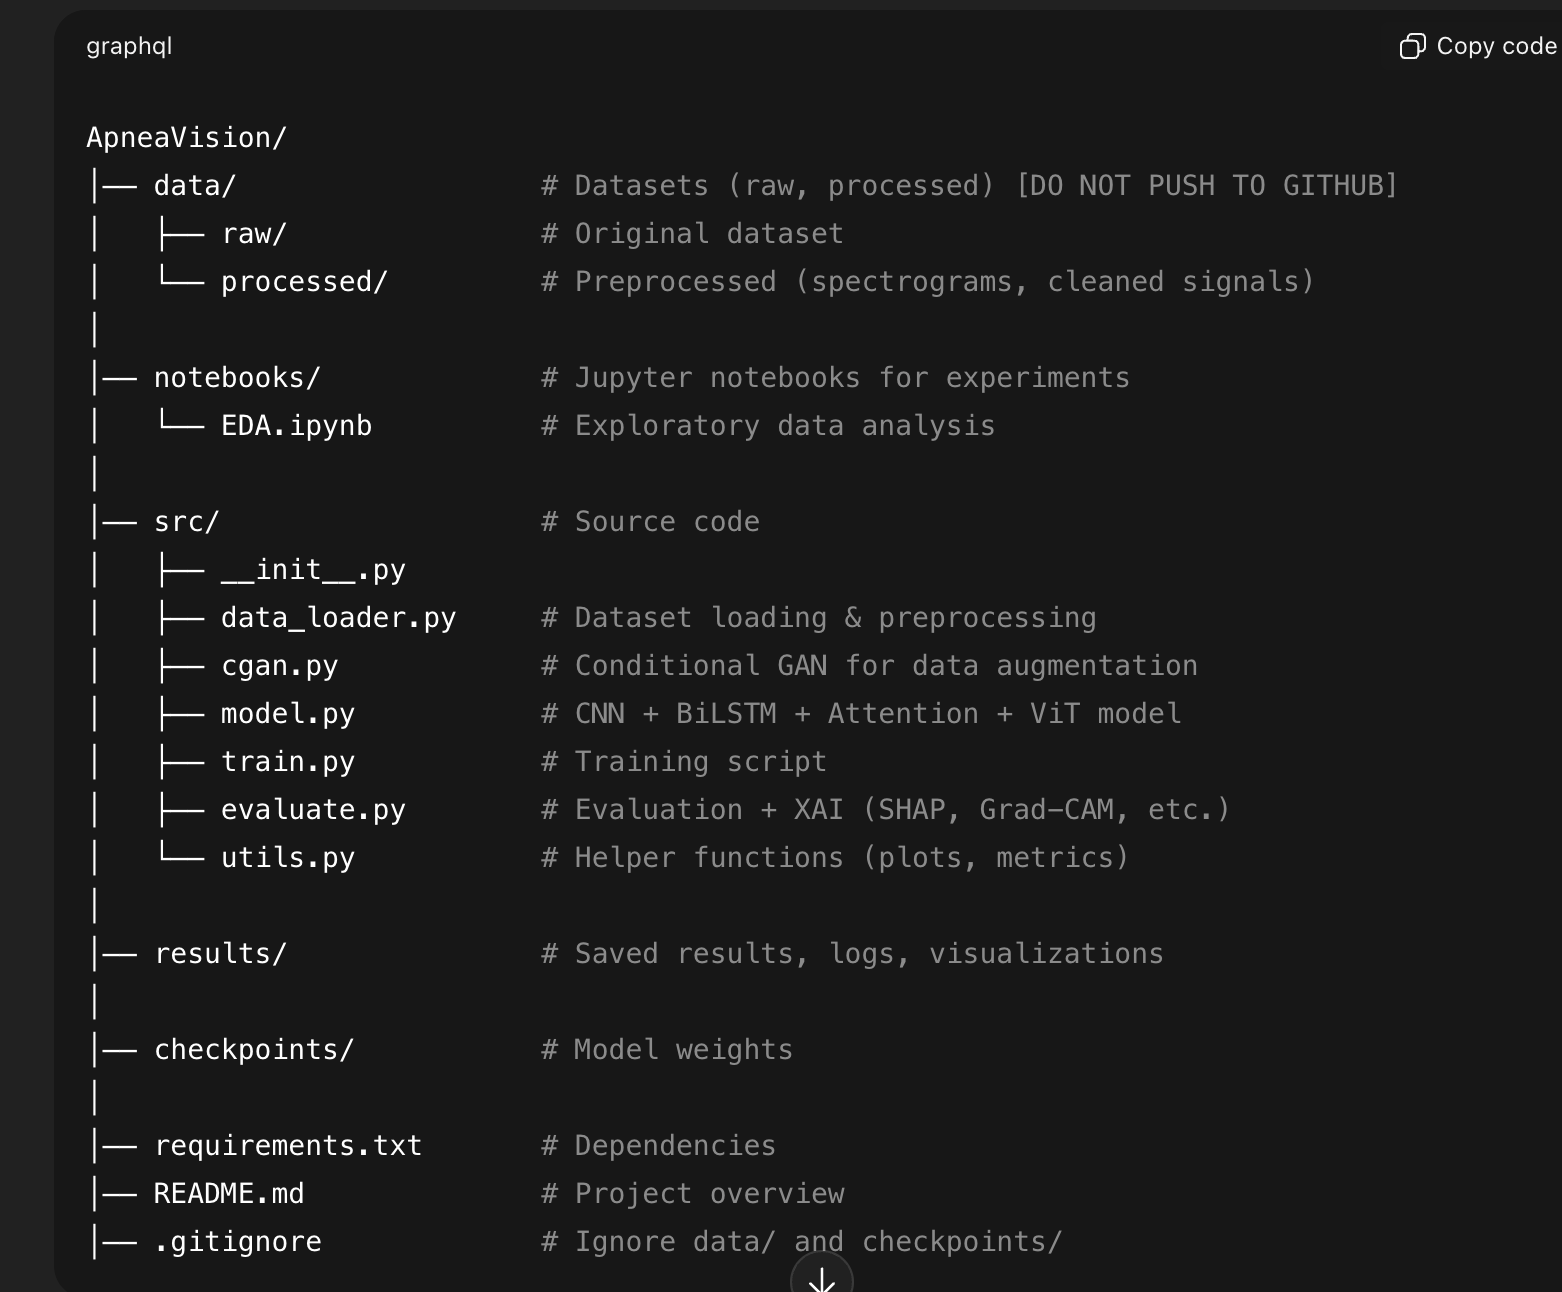 graphql
Copy code
ApneaVision/
│── data/                  # Datasets (raw, processed) [DO NOT PUSH TO GITHUB]
│   ├── raw/               # Original dataset
│   └── processed/         # Preprocessed (spectrograms, cleaned signals)
│
│── notebooks/             # Jupyter notebooks for experiments
│   └── EDA.ipynb          # Exploratory data analysis
│
│── src/                   # Source code
│   ├── __init__.py
│   ├── data_loader.py     # Dataset loading & preprocessing
│   ├── cgan.py            # Conditional GAN for data augmentation
│   ├── model.py           # CNN + BiLSTM + Attention + ViT model
│   ├── train.py           # Training script
│   ├── evaluate.py        # Evaluation + XAI (SHAP, Grad-CAM, etc.)
│   └── utils.py           # Helper functions (plots, metrics)
│
│── results/               # Saved results, logs, visualizations
│
│── checkpoints/           # Model weights
│
│── requirements.txt       # Dependencies
│── README.md              # Project overview
│── .gitignore             # Ignore data/ and checkpoints/